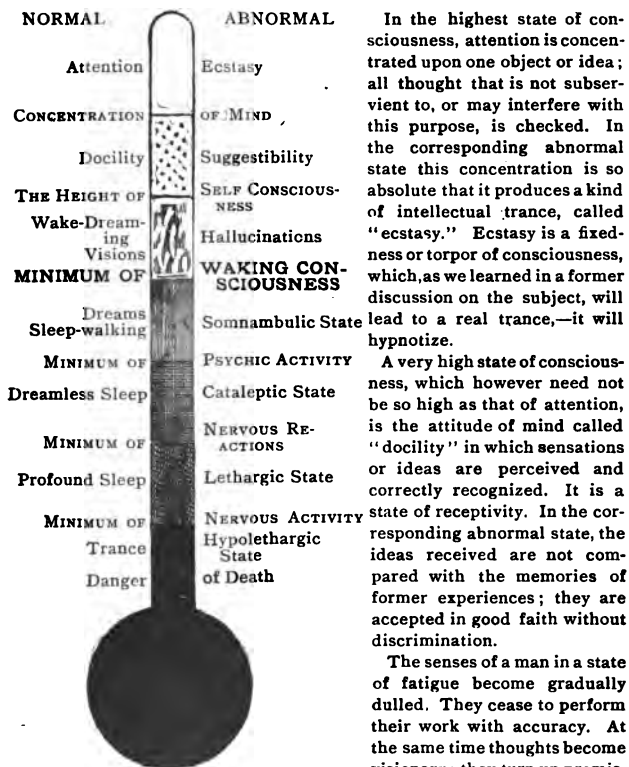 NORMAL ABNORMAL
Attention Ecstasy
CONCENTRATION OF MIND
Docility Suggestibility
THE HEIGHT OF SELF CONSCIOUS-
NESS
Wake-Dream-
ing
Visions
Hallucinations
MINIMUM OF WAKING CON-
SCIOUSNESS
Dreams
Sleep-walking
Somnambulic State
MINIMUM OF PSYCHIC ACTIVITY
Dreamless Sleep Cataleptic State
MINIMUM OF NERVOUS RE-
ACTIONS
Profound Sleep Lethargic State
MINIMUM OF NERVOUS ACTIVITY
Trance Hypolethargic
State
Danger of Death
In the highest state of con-
sciousness, attention is concen-
trated upon one object or idea;
all thought that is not subser-
vient to, or may interfere with
this purpose, is checked. In
the corresponding abnormal
state this concentration is so
absolute that it produces a kind
of intellectual trance, called
"ecstasy." Ecstasy is a fixed-
ness or torpor of consciousness,
which, as we learned in a former
discussion on the subject, will
lead to a real trance,—it will
hypnotize.
A very high state of conscious-
ness, which however need not
be so high as that of attention,
is the attitude of mind called
"docility" in which sensations
or ideas are perceived and
correctly recognized. It is a
state of receptivity. In the cor-
responding abnormal state, the
ideas received are not com-
pared with the memories of
former experiences; they are
accepted in good faith without
discrimination.
The senses of a man in a state
of fatigue become gradually
dulled. They cease to perform
their work with accuracy. At
the same time thoughts become